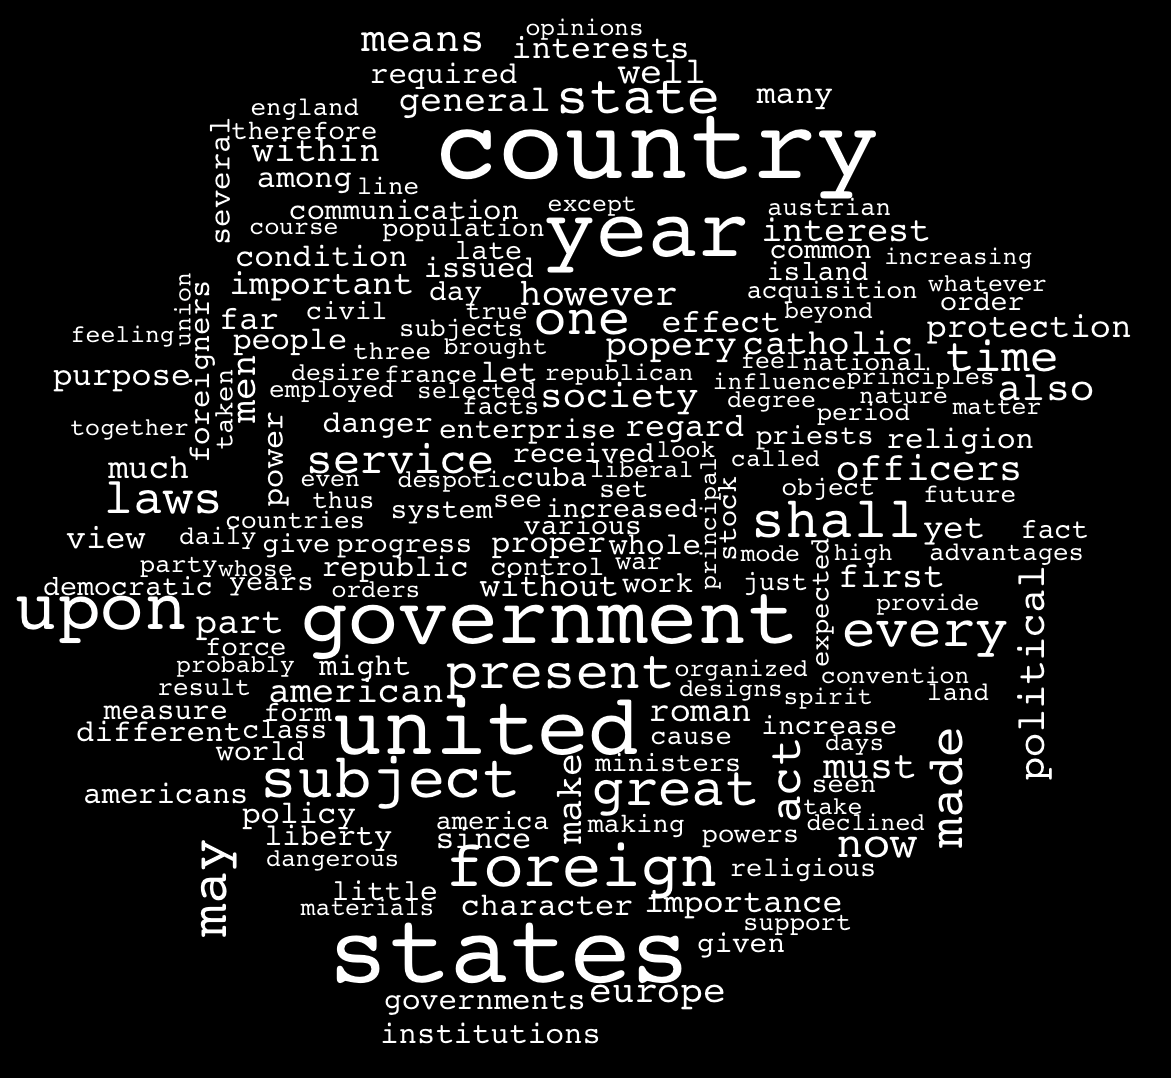 opinions
means
interests
required
well
general
state
many
england
country
therefore
within
several
among
line
communication
except
austrian
course
population
year
interest
late
common
condition
issued
increasing
island
important
day
however
acquisition
whatever
union
foreigners
civil
true
beyond
order
far
subjects
one
effect
protection
feeling
people
three
brought
popery
catholic
feel
national
time
purpose
taken
men
desire
france
let
republican
influence
principles
also
employed
selected
society
degree
nature
facts
period
matter
together
power
danger
enterprise
regard
priests
religion
much
service
received
look
called
officers
even
despotic
cuba
liberal
principal
stock
object
future
laws
thus
system
see
set
increased
countries
various
shall
yet
fact
view
daily
give
progress
proper
whole
mode
high
advantages
party
whose
republic
control
war
democratic
years
orders
without
work
just
first
expected
political
upon
part
government
provide
every
force
probably
might
present
organized
convention
result
american
designs
spirit
land
measure
form
united
roman
increase
different
class
cause
days
world
ministers
act
must
made
subject
make
great
seen
americans
take
policy
america
making
powers
declined
liberty
since
now
may
dangerous
foreign
religious
little
materials
character
importance
support
states
given
governments
europe
institutions